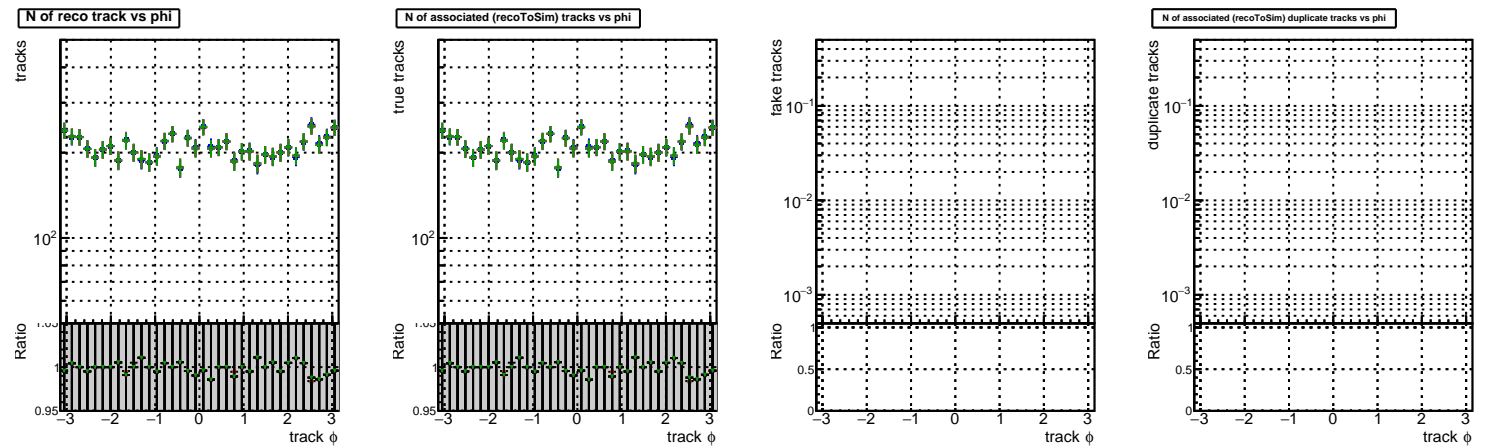 N of reco track vs phi
tracks
10²
Ratio
1.05
1
0.95
−3 −2 −1 0 1 2 3
track ϕ
N of associated (recoToSim) tracks vs phi
true tracks
10²
Ratio
1.05
1
0.95
−3 −2 −1 0 1 2 3
track ϕ
fake tracks
10⁻¹
10⁻²
10⁻³
Ratio
1
0.5
0
−3 −2 −1 0 1 2 3
track ϕ
N of associated (recoToSim) duplicate tracks vs phi
duplicate tracks
10⁻¹
10⁻²
10⁻³
Ratio
1
0.5
0
−3 −2 −1 0 1 2 3
track ϕ